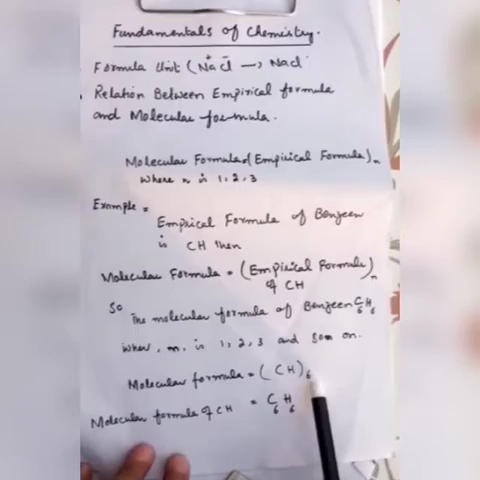 Fundamentals of Chemistry.
Formula Unit (Na⁺Cl⁻ → NaCl
Relation Between Empirical formula
and Molecular formula.
Molecular Formula=(Empirical Formula)n
where n is 1,2,3
Example =
Emprical Formula of Benzeen
is CH then
Molecular Formula = (Empirical Formula)n
of CH
So
The molecular formula of Benzeen C6H6
where, n, is 1,2,3 and soon on.
Molecular formula = (CH)6
Molecular formula of CH = C6H6